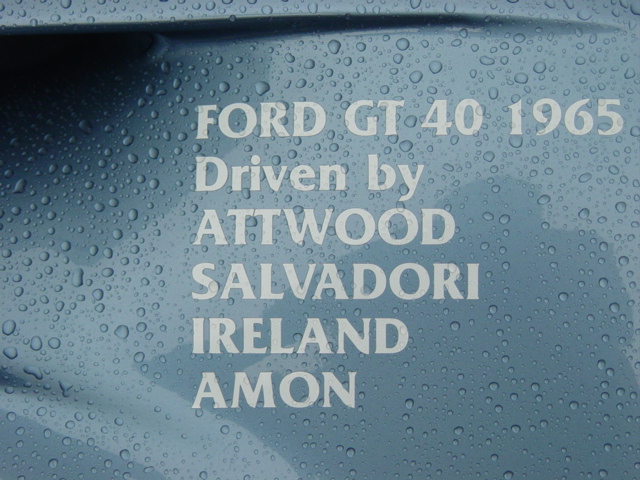 FORD GT 40 1965
Driven by
ATTWOOD
SALVADORI
IRELAND
AMON